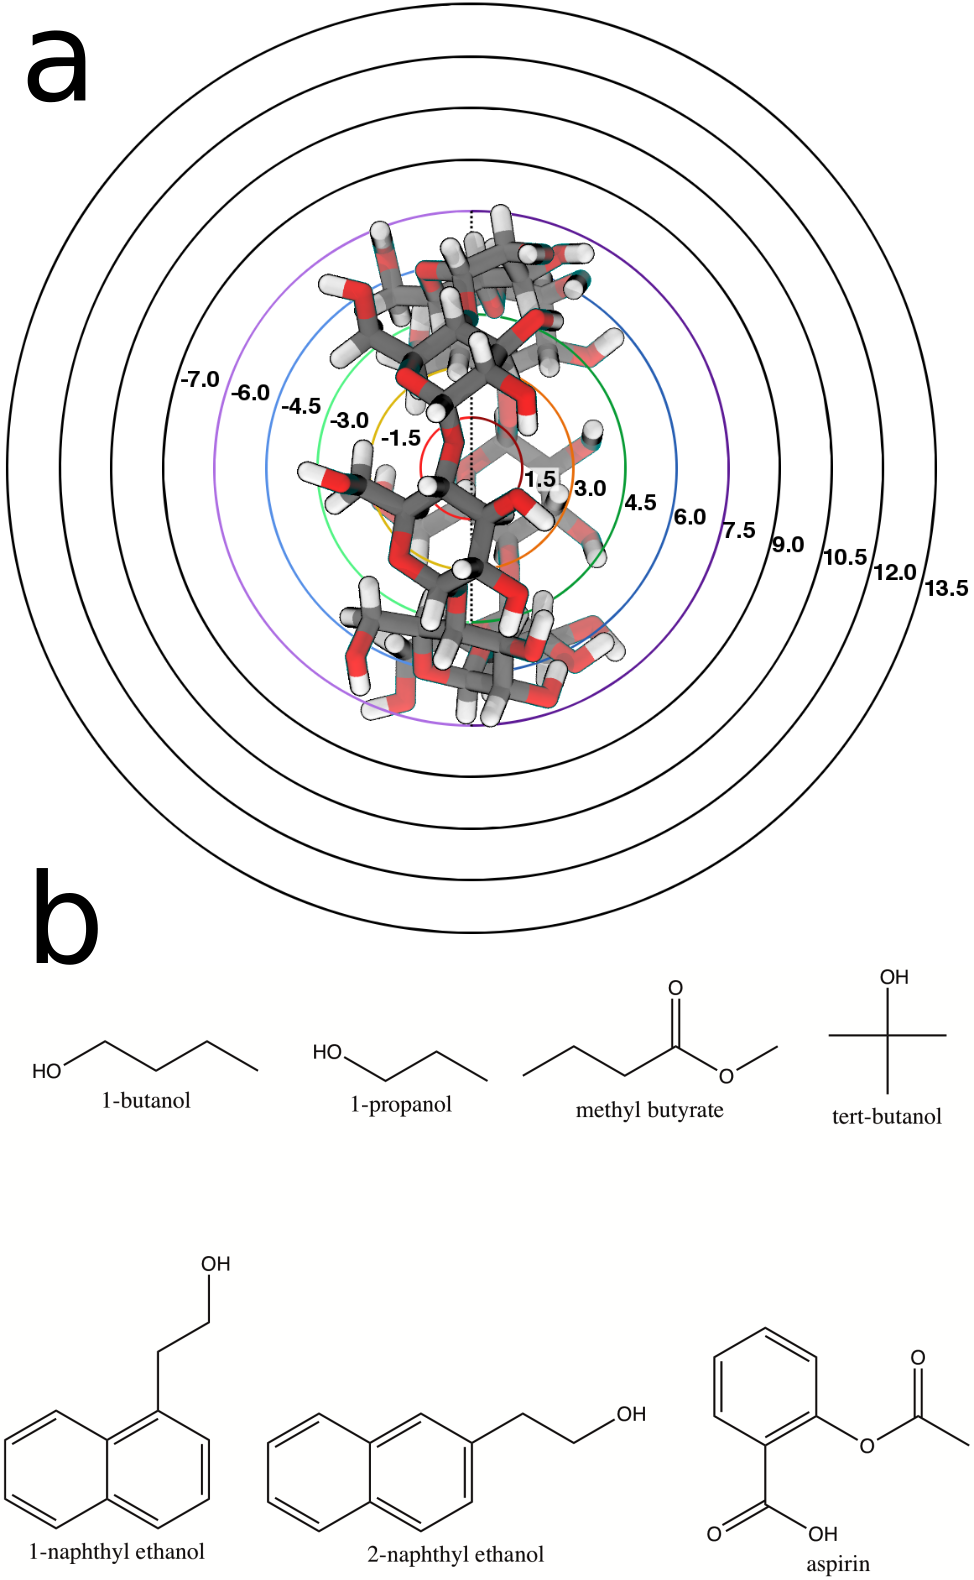 a
-7.0
-6.0
-4.5
-3.0
-1.5
1.5
3.0
4.5
6.0
7.5
9.0
10.5
12.0
13.5
b
HO
1-butanol
HO
1-propanol
O
O
methyl butyrate
OH
tert-butanol
OH
1-naphthyl ethanol
OH
2-naphthyl ethanol
O
O
O
OH
aspirin